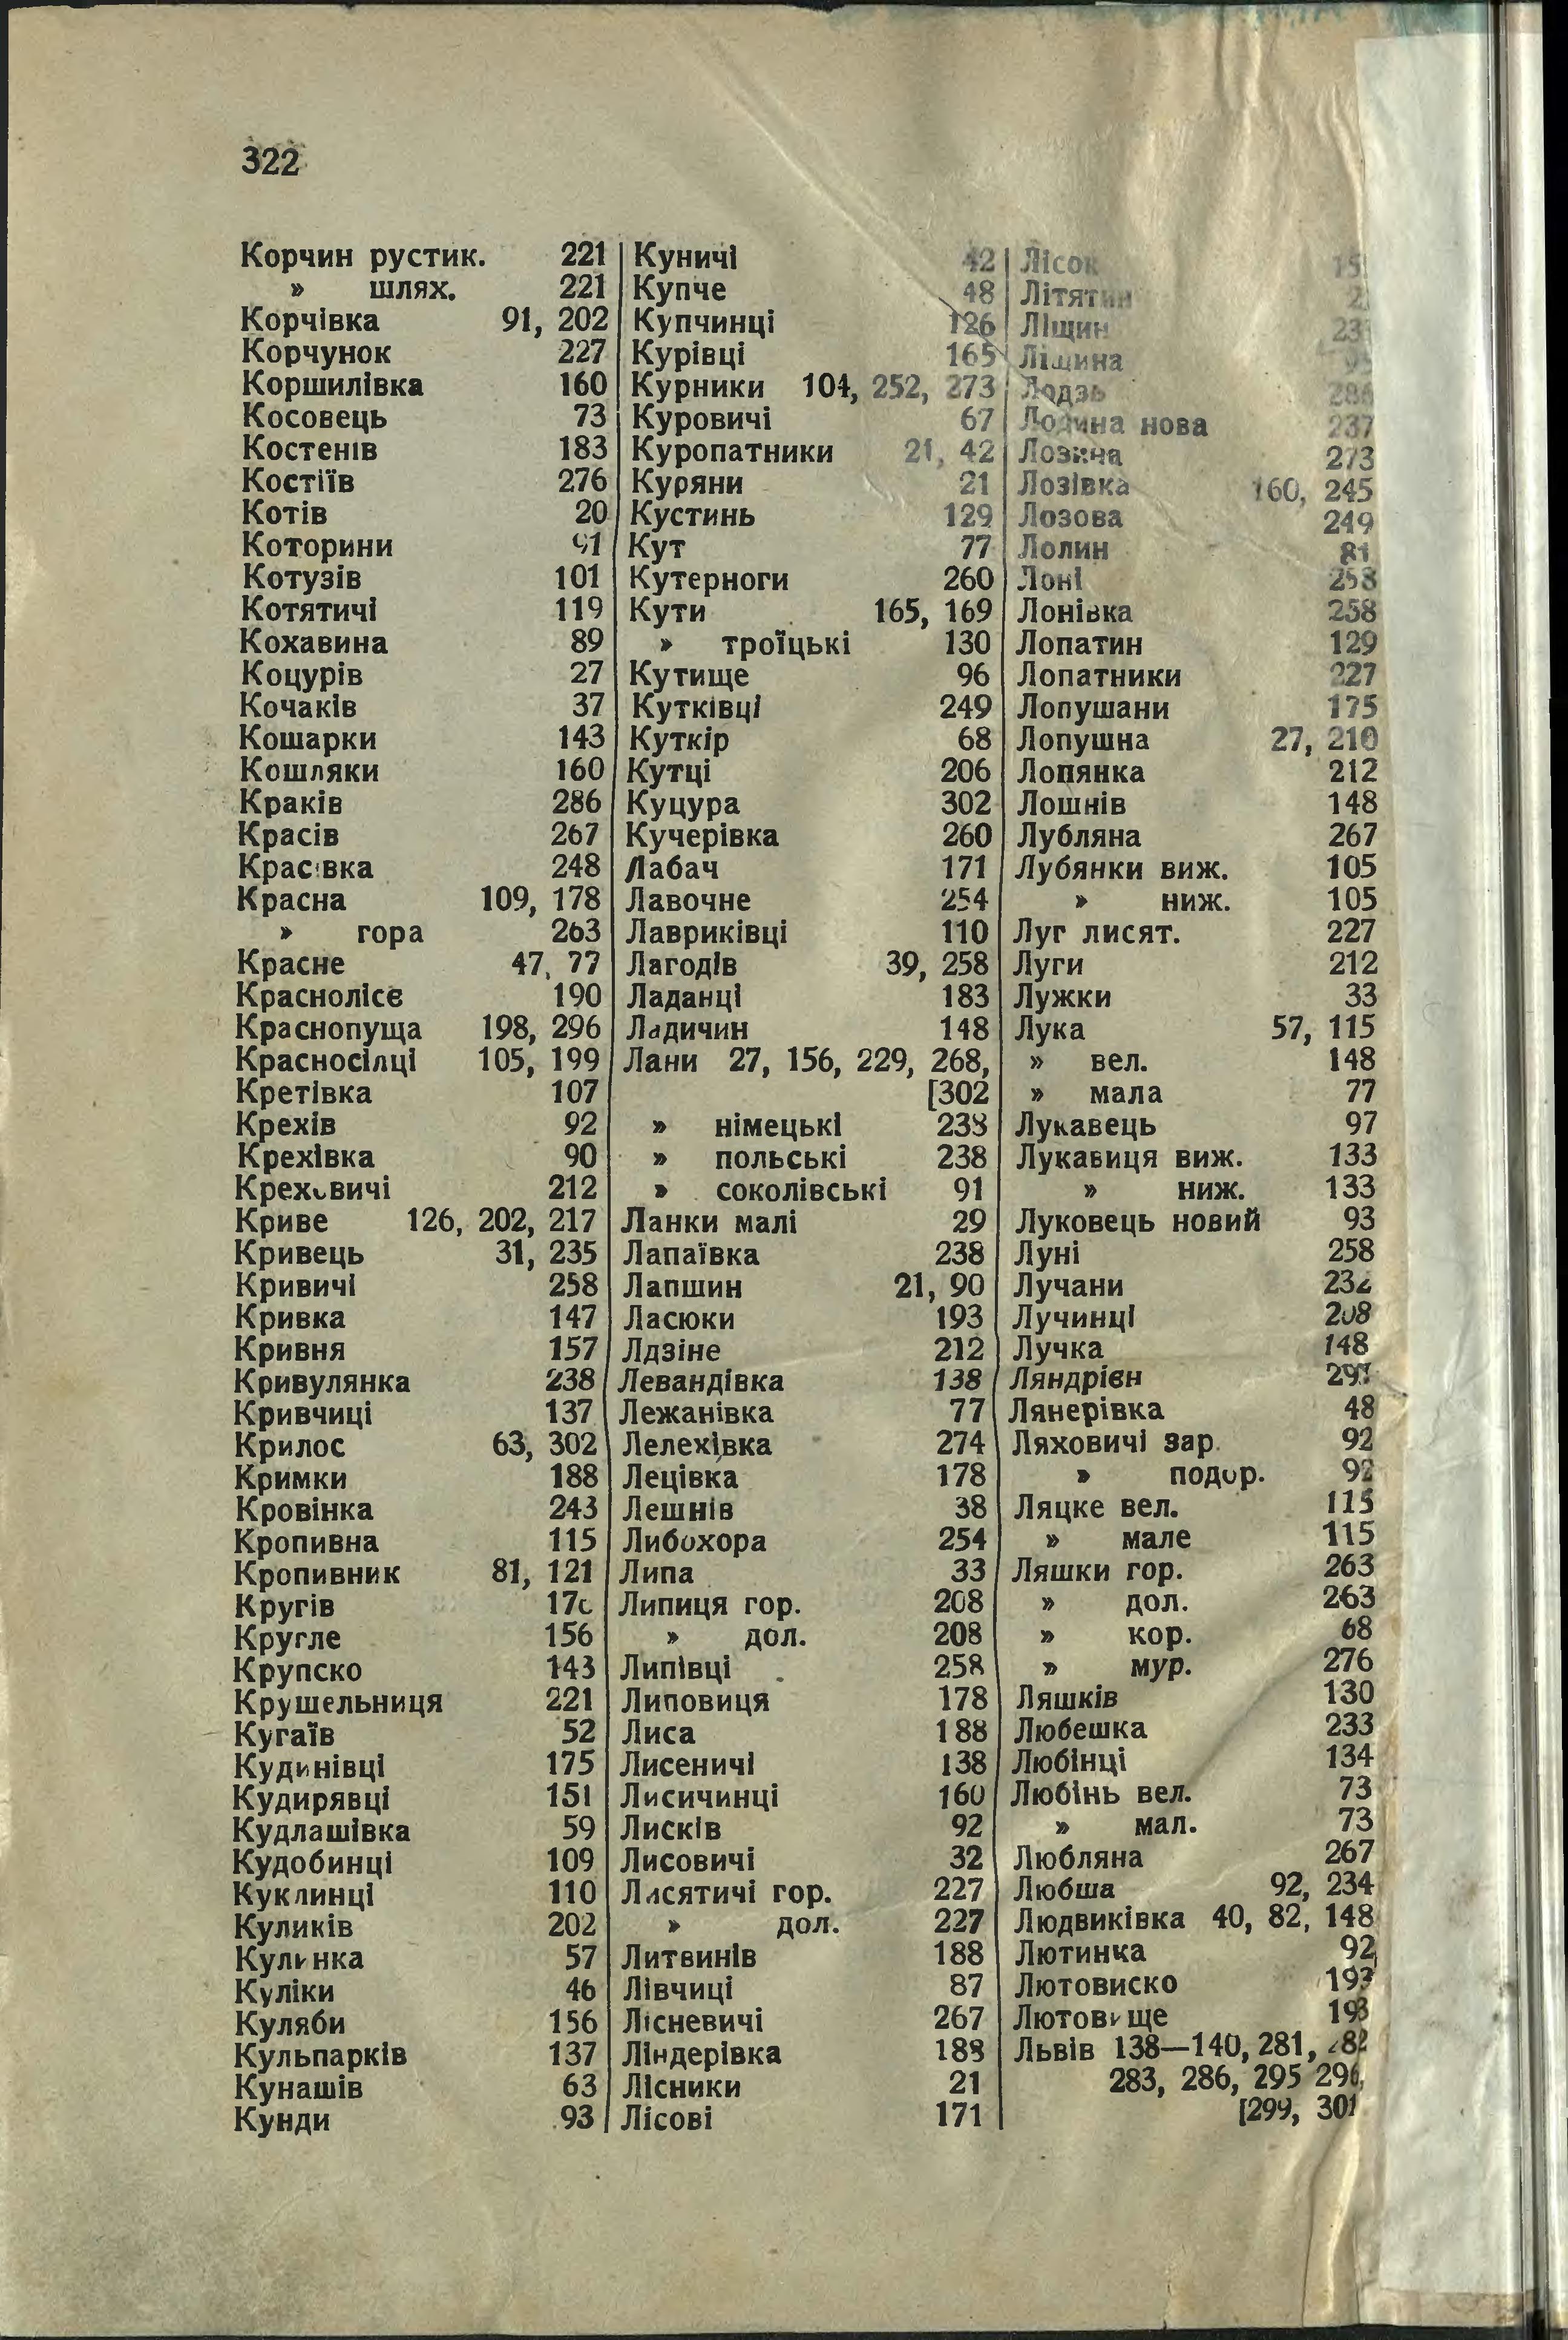 322
Корчин рустик. 221
» шлях. 221
Корчівка 91, 202
Корчунок 227
Коршилівка 160
Косовець 73
Костенів 183
Костіїв 276
Котів 20
Которини 91
Котузів 101
Котятичі 119
Кохавина 89
Коцурів 27
Кочаків 37
Кошарки 143
Кошляки 160
Краків 286
Красів 267
Красівка 248
Красна 109, 178
» гора 263
Красне 47, 77
Краснолісе 190
Краснопуща 198, 296
Красносілці 105, 199
Кретівка 107
Крехів 92
Крехівка 90
Креховичі 212
Криве 126, 202, 217
Кривець 31, 235
Кривичі 258
Кривка 147
Кривня 157
Кривулянка 238
Кривчиці 137
Крилос 63, 302
Кримки 188
Кровінка 243
Кропивна 115
Кропивник 81, 121
Кругів
Кругле 156
Крупско 143
Крушельниця 221
Кугаїв 52
Кудинівці 175
Кудирявці 151
Кудлашівка 59
Кудобинці 109
Куклинці 110
Куликів 202
Кулинка 57
Куліки 46
Куляби 156
Кульпарків 137
Кунашів 63
Кунди 93
Куничі 42
Купче 48
Купчинці 126
Курівці 165
Курники 104, 252, 273
Куровичі 67
Куропатники 21, 42
Куряни 21
Кустинь 129
Кут 77
Кутерноги 260
Кути 165, 169
» троїцькі 130
Кутище 96
Кутківці 249
Куткір 68
Кутці 206
Куцура 302
Кучерівка 260
Лабач 171
Лавочне 254
Лавриківці 110
Лагодів 39, 258
Ладанці 183
Ладичин 148
Лани 27, 156, 229, 268,
[302
» німецькі 238
» польські 238
» соколівські 91
Ланки малі 29
Лапаївка 238
Лапшин 21, 90
Ласюки 193
Лдзіне 212
Левандівка 138
Лежанівка 77
Лелехівка 274
Лецівка 178
Лешнів 38
Либохора 254
Липа 33
Липиця гор. 208
» дол. 208
Липівці 258
Липовиця 178
Лиса 188
Лисеничі 138
Лисичинці 160
Лисків 92
Лисовичі 32
Лисятичі гор. 227
» дол. 227
Литвинів 188
Лівчиці 87
Лісневичі 267
Ліндерівка 188
Лісники 21
Лісові 171
Лісок
Літятин
Ліщин
Ліщина
Лодзь 286
Лодина нова 237
Лозина 273
Лозівка 160, 245
Лозова 249
Лолин 81
Лоні 258
Лонівка 258
Лопатин 129
Лопатники 227
Лопушани 175
Лопушна 27, 210
Лопянка 212
Лошнів 148
Лубляна 267
Лубянки виж. 105
» ниж. 105
Луг лисят. 227
Луги 212
Лужки 33
Лука 57, 115
» вел. 148
» мала 77
Лукавець 97
Лукавиця виж. 133
» ниж. 133
Луковець новий 93
Луні 258
Лучани 232
Лучинці 208
Лучка 148
Ляндрівн 297
Лянерівка 48
Ляховичі зар. 92
» подор. 92
Ляцке вел. 115
» мале 115
Ляшки гор. 263
» дол. 263
» кор. 68
» мур. 276
Ляшків 130
Любешка 233
Любінці 134
Любінь вел. 73
» мал. 73
Любляна 267
Любша 92, 234
Людвиківка 40, 82, 148
Лютинка 92
Лютовиско 193
Лютовище 193
Львів 138—140, 281, 282
283, 286, 295 296,
[299, 301